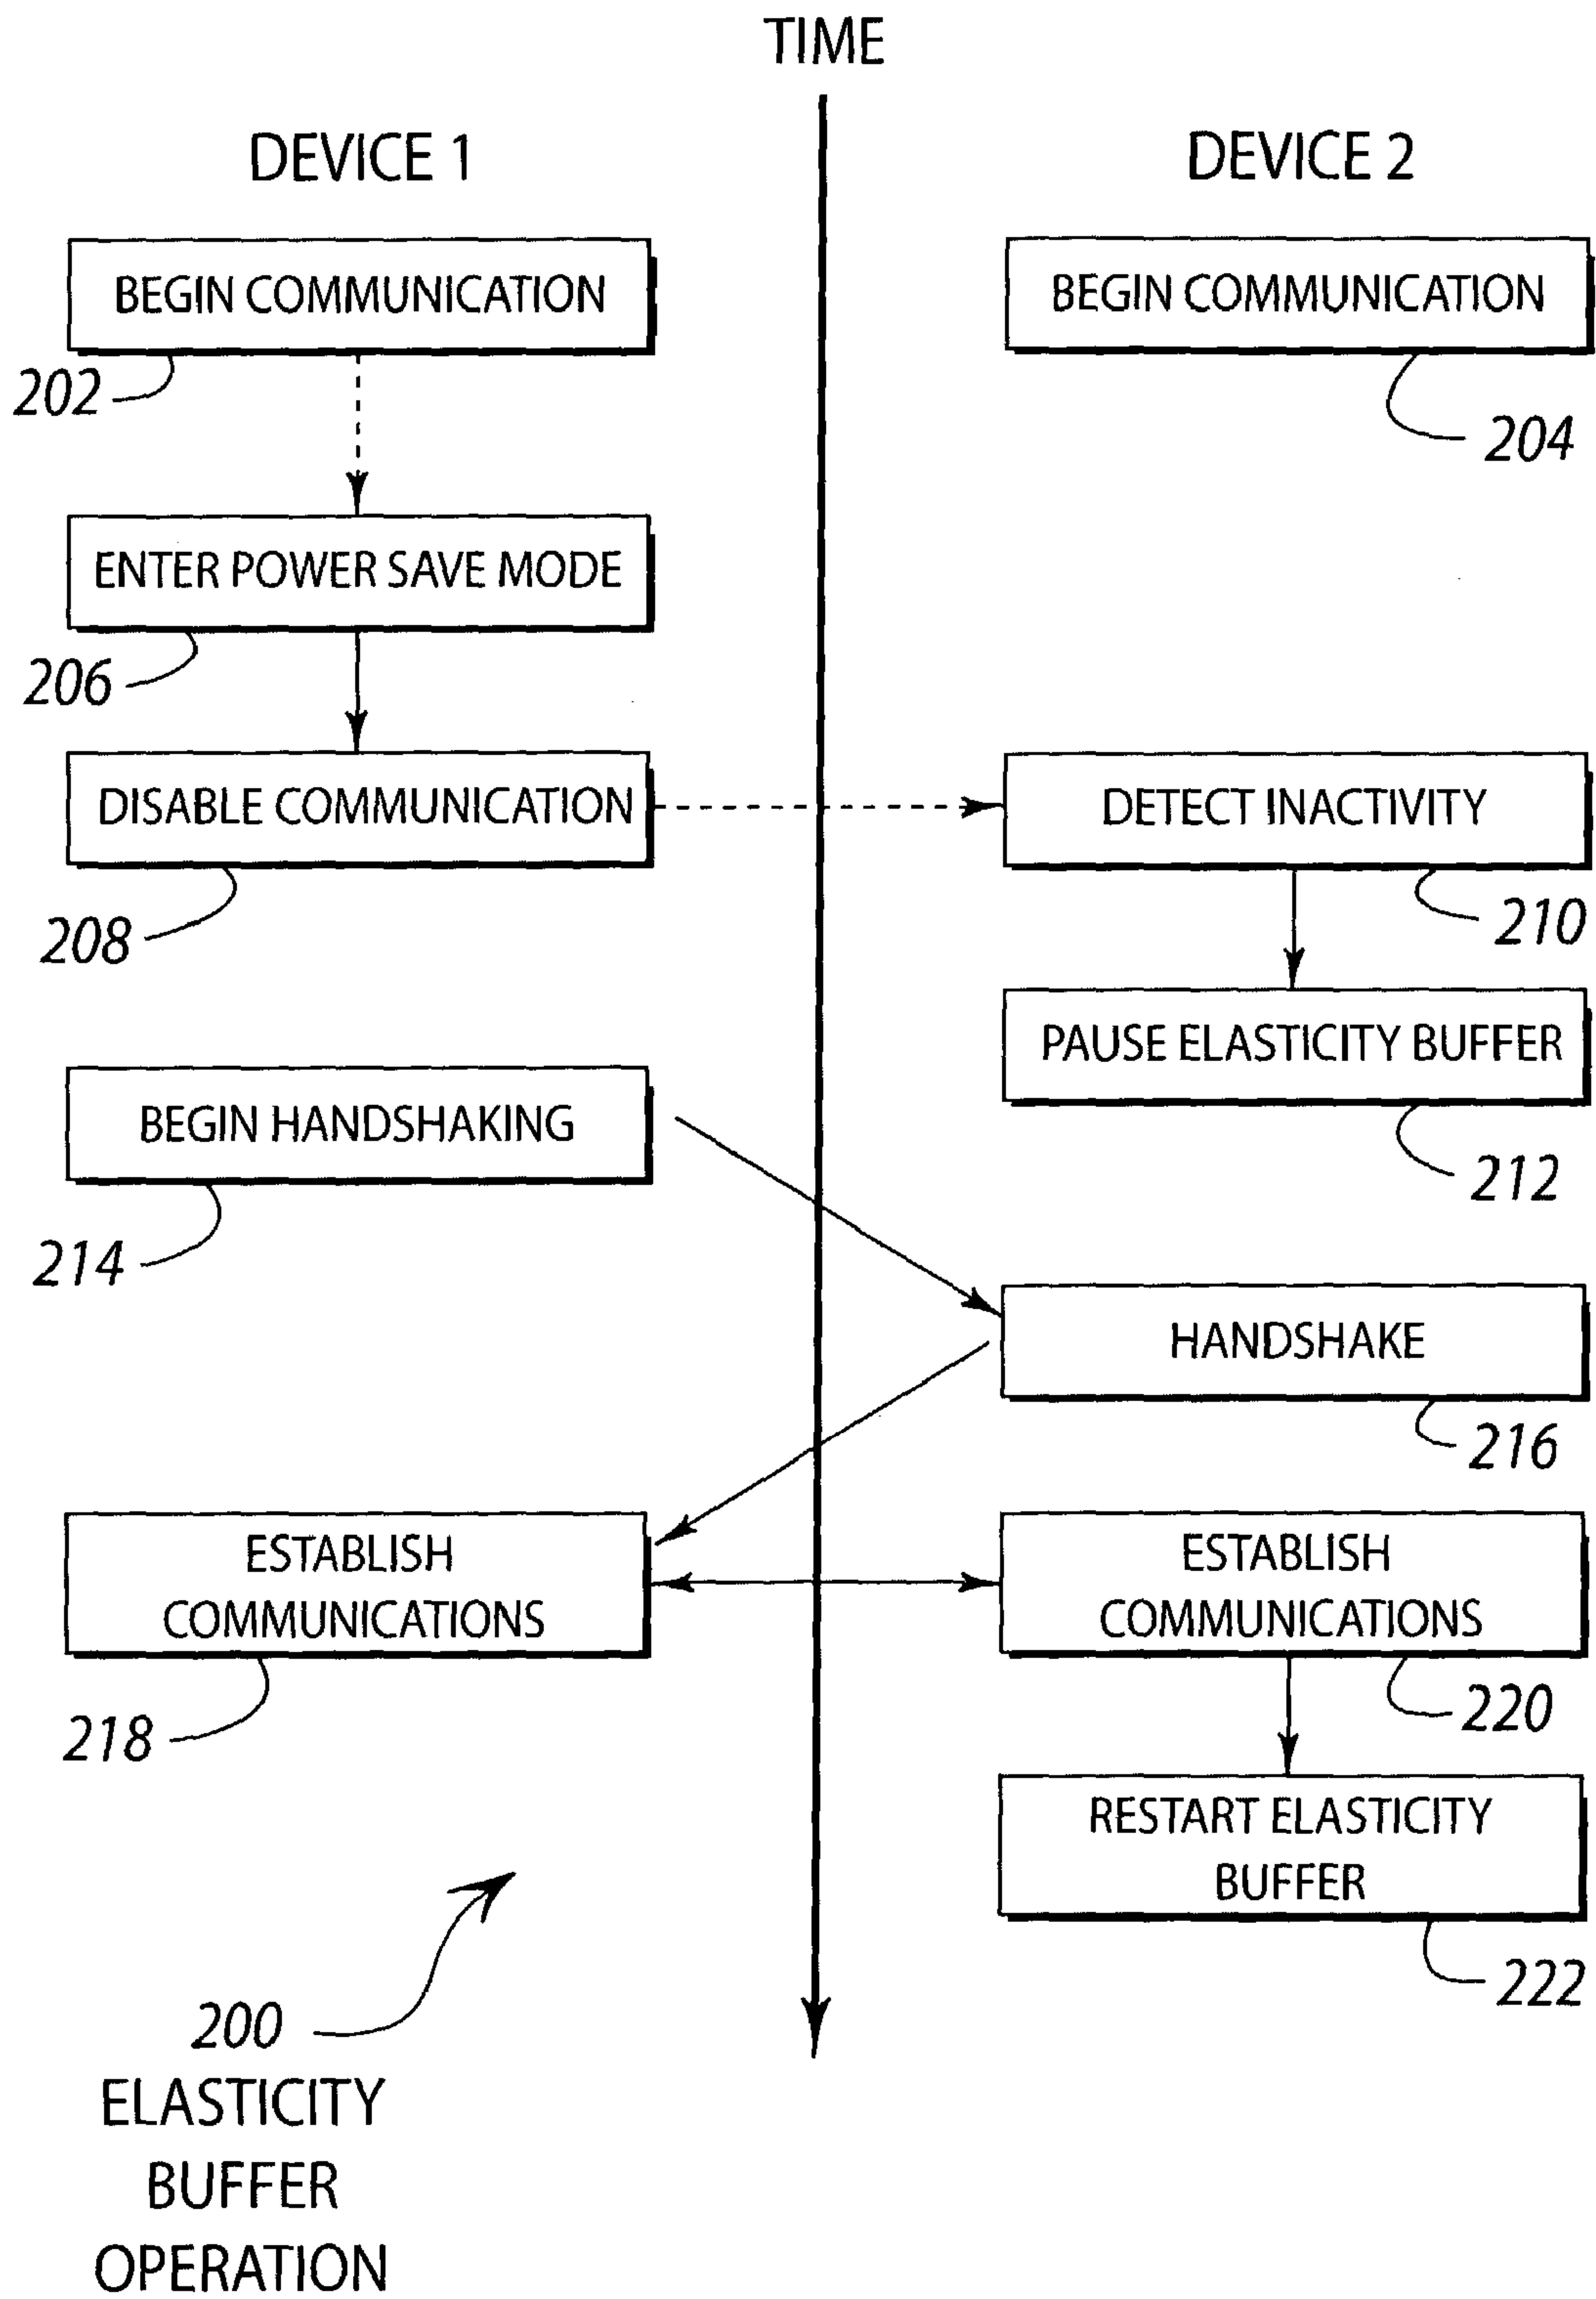 TIME
DEVICE 1
DEVICE 2
BEGIN COMMUNICATION
202
BEGIN COMMUNICATION
204
ENTER POWER SAVE MODE
206
DISABLE COMMUNICATION
208
DETECT INACTIVITY
210
PAUSE ELASTICITY BUFFER
212
BEGIN HANDSHAKING
214
HANDSHAKE
216
ESTABLISH
COMMUNICATIONS
218
ESTABLISH
COMMUNICATIONS
220
RESTART ELASTICITY
BUFFER
222
200
ELASTICITY
BUFFER
OPERATION